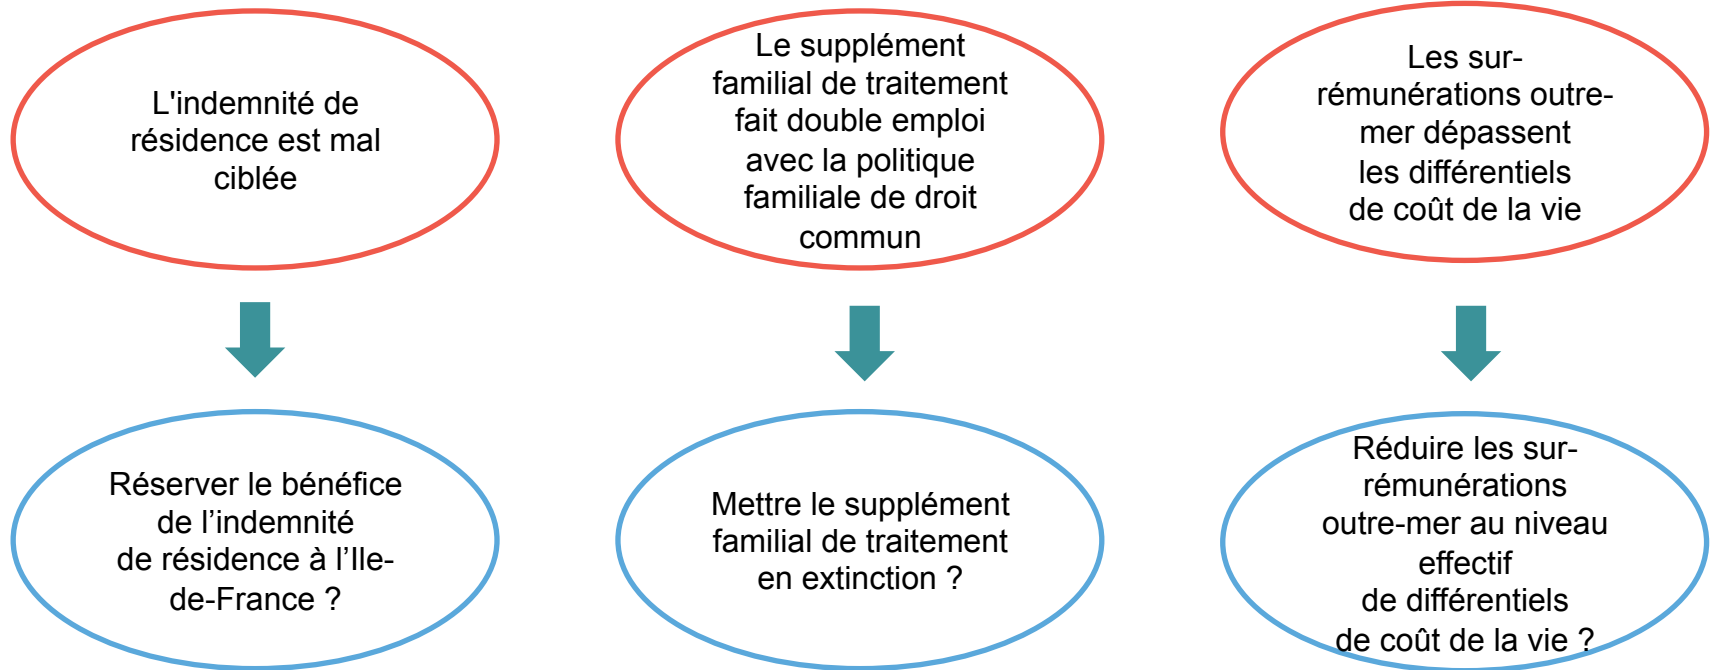 L'indemnité de
résidence est mal
ciblée
Le supplément
familial de traitement
fait double emploi
avec la politique
familiale de droit
commun
Les sur-
rémunérations outre-
mer dépassent
les différentiels
de coût de la vie
Réserver le bénéfice
de l’indemnité
de résidence à l’Ile-
de-France ?
Mettre le supplément
familial de traitement
en extinction ?
Réduire les sur-
rémunérations
outre-mer au niveau
effectif
de différentiels
de coût de la vie ?